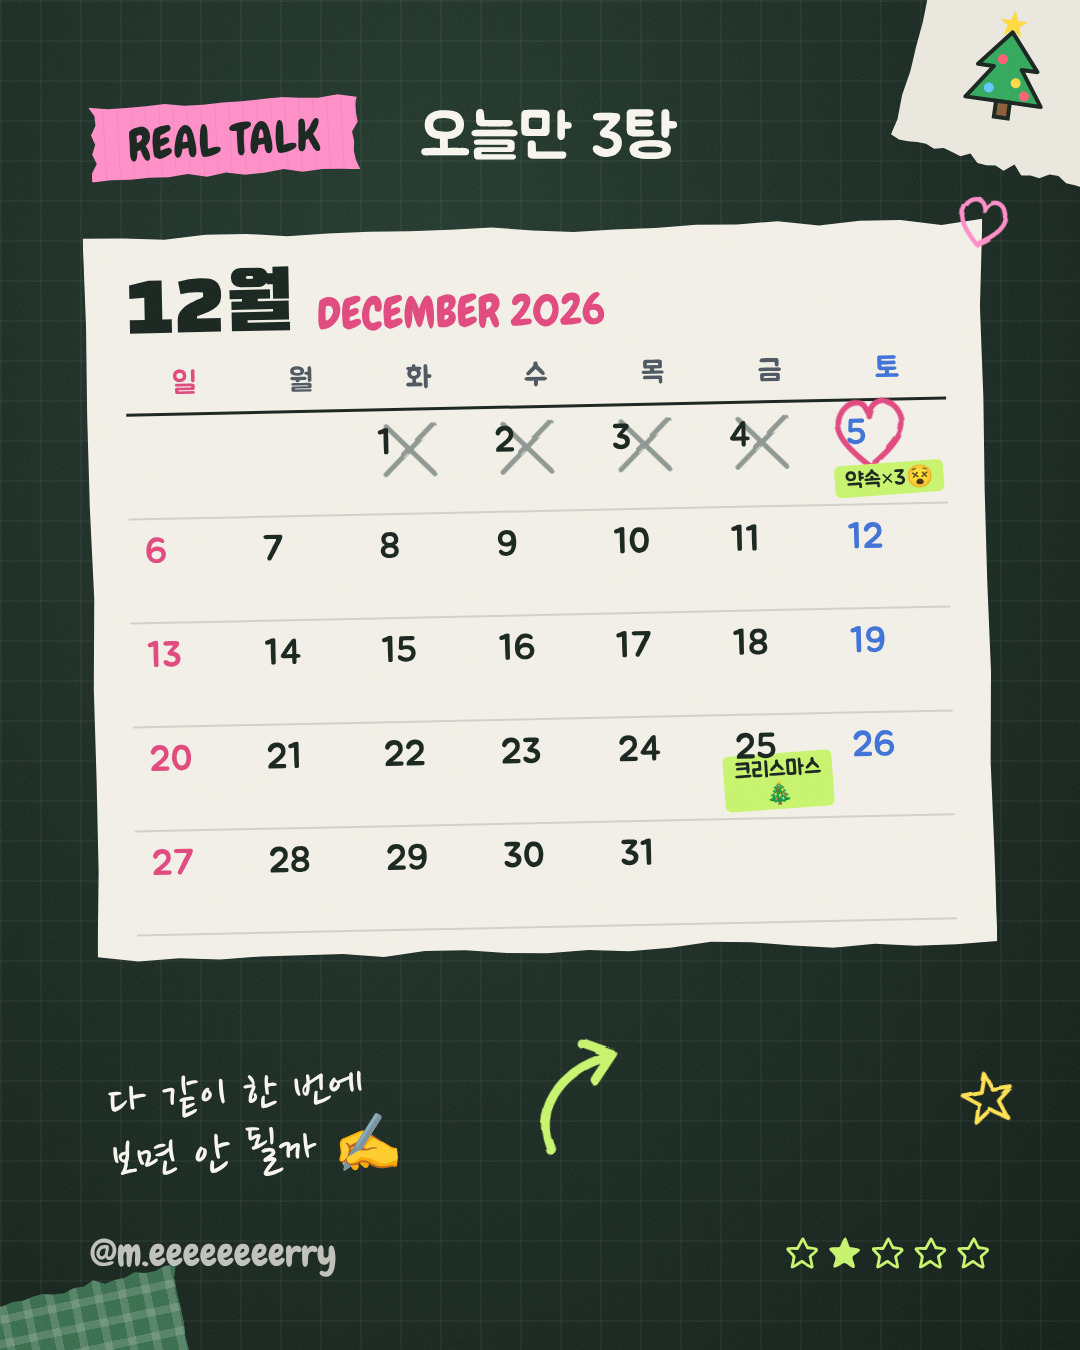 REAL TALK
오늘만 3탕
12월 DECEMBER 2026
일 월 화 수 목 금 토
1 2 3 4 5
약속×3😵
6 7 8 9 10 11 12
13 14 15 16 17 18 19
20 21 22 23 24 25 26
크리스마스
🎄
27 28 29 30 31
다 같이 한 번에
보면 안 될까 ✍️
@m.eeeeeeeerry